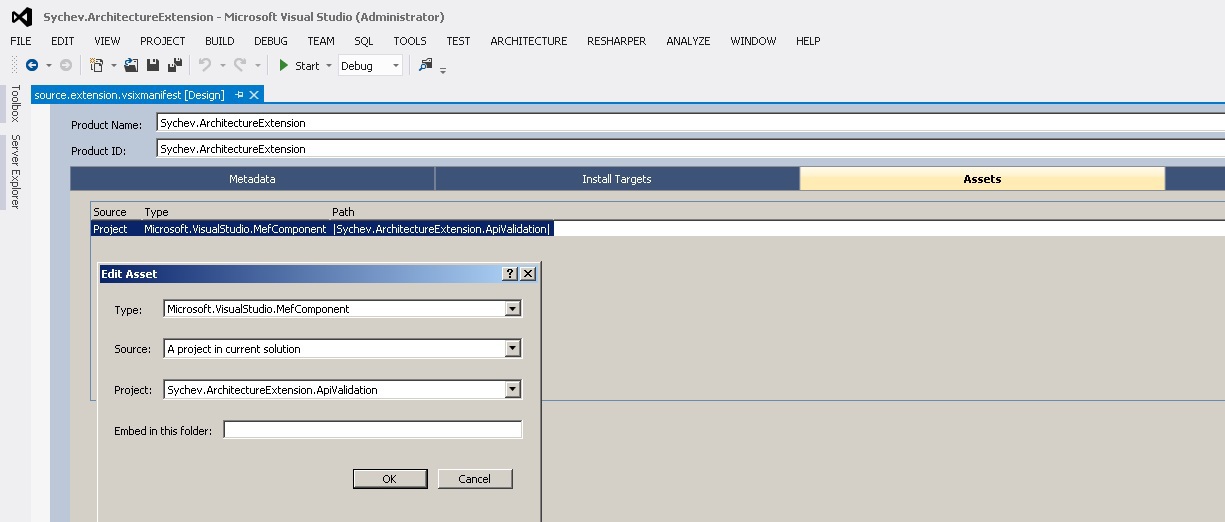 Sychev.ArchitectureExtension - Microsoft Visual Studio (Administrator)
FILE EDIT VIEW PROJECT BUILD DEBUG TEAM SQL TOOLS TEST ARCHITECTURE RESHARPER ANALYZE WINDOW HELP
Start Debug
Toolbox
Server Explorer
source.extension.vsixmanifest [Design]
Product Name: Sychev.ArchitectureExtension
Product ID: Sychev.ArchitectureExtension
Metadata Install Targets Assets
Source Type Path
Project Microsoft.VisualStudio.MefComponent |Sychev.ArchitectureExtension.ApiValidation|
Edit Asset
Type: Microsoft.VisualStudio.MefComponent
Source: A project in current solution
Project: Sychev.ArchitectureExtension.ApiValidation
Embed in this folder:
OK Cancel